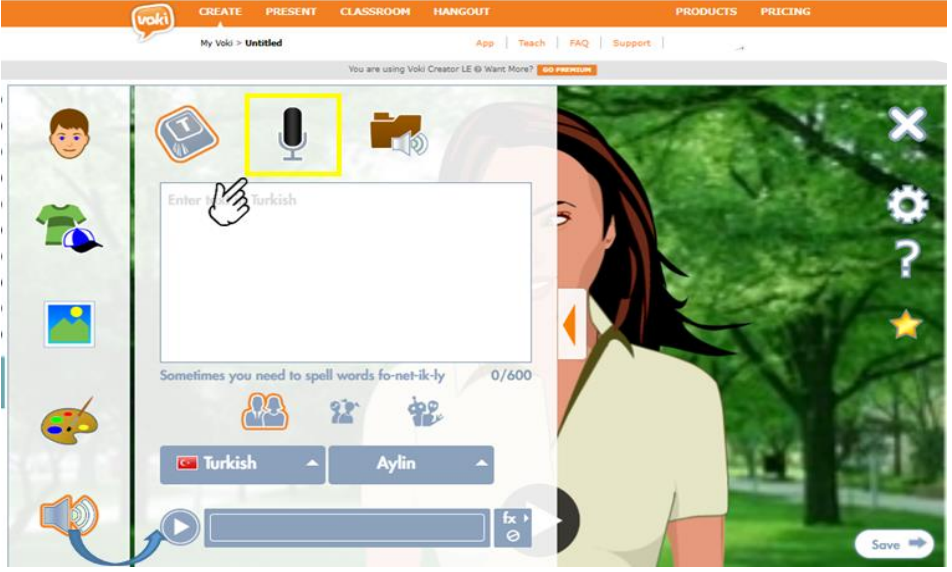 voki CREATE PRESENT CLASSROOM HANGOUT PRODUCTS PRICING
My Voki > Untitled App | Teach | FAQ | Support |
You are using Voki Creator LE Want More? GO PREMIUM
T
Enter Turkish
Sometimes you need to spell words fo-net-ik-ly 0/600
Turkish Aylin
fx
Save